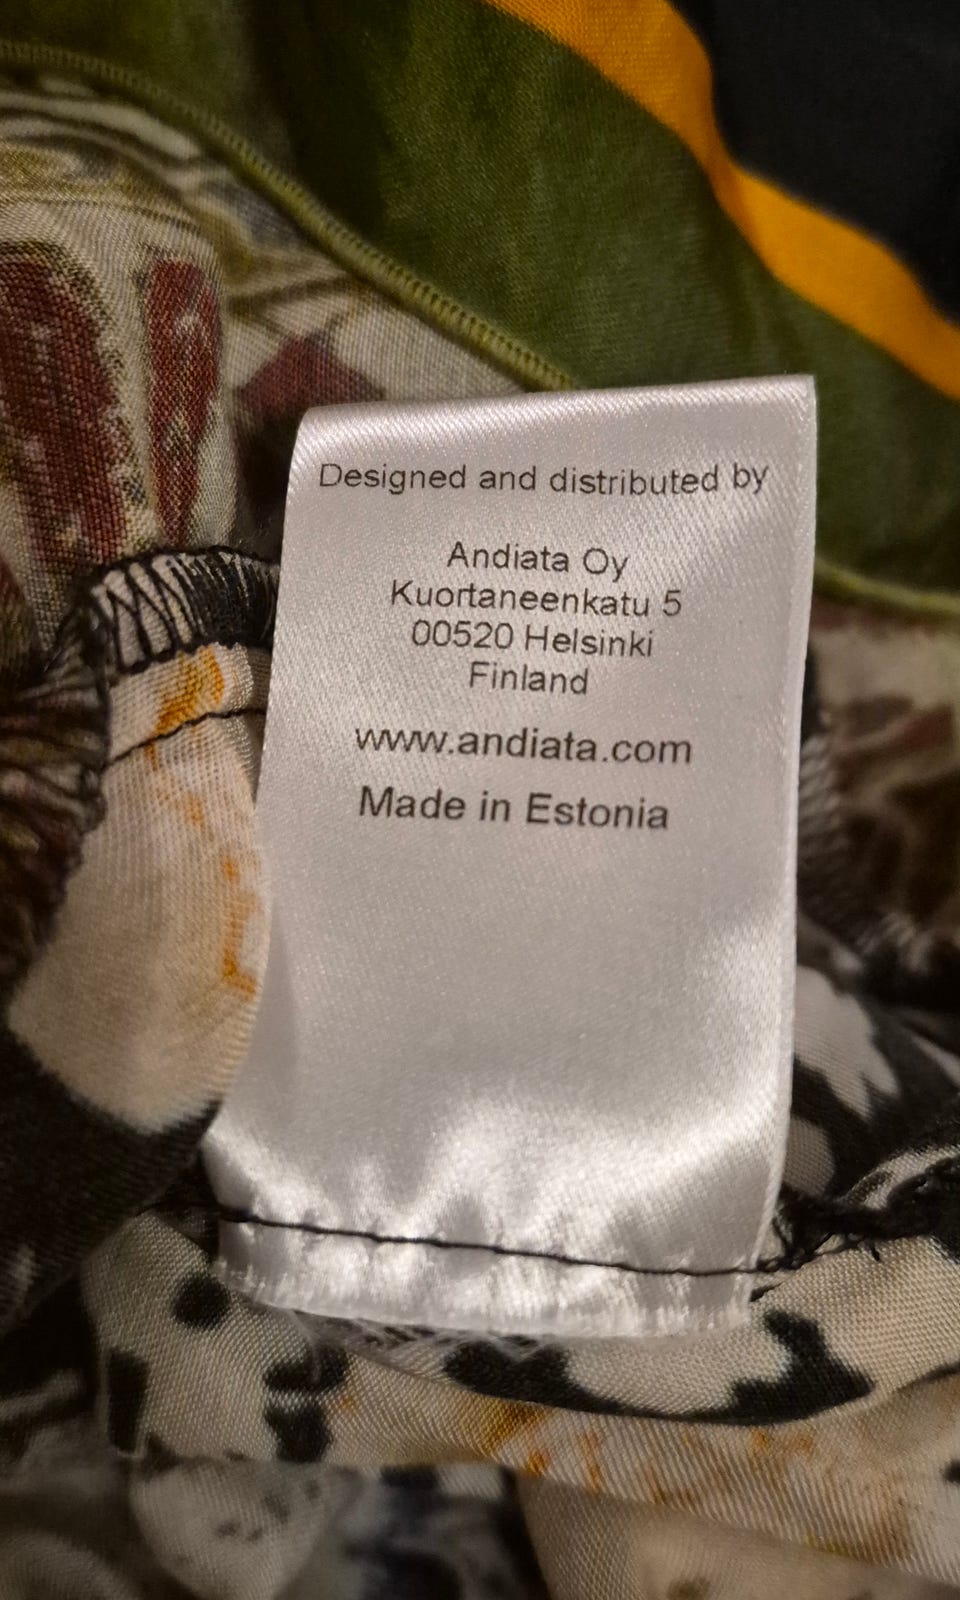 Designed and distributed by
Andiata Oy
Kuortaneenkatu 5
00520 Helsinki
Finland
www.andiata.com
Made in Estonia